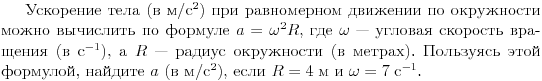 Ускорение тела (в м/с²) при равномерном движении по окружности
можно вычислить по формуле a = ω²R, где ω — угловая скорость вра-
щения (в с⁻¹), а R — радиус окружности (в метрах). Пользуясь этой
формулой, найдите a (в м/с²), если R = 4 м и ω = 7 с⁻¹.